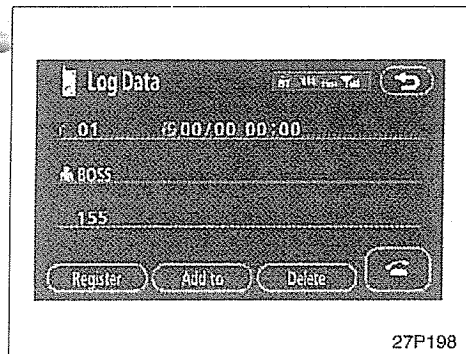 Log Data
01 00/00 00:00
BOSS
155
Register Add to Delete
27P198